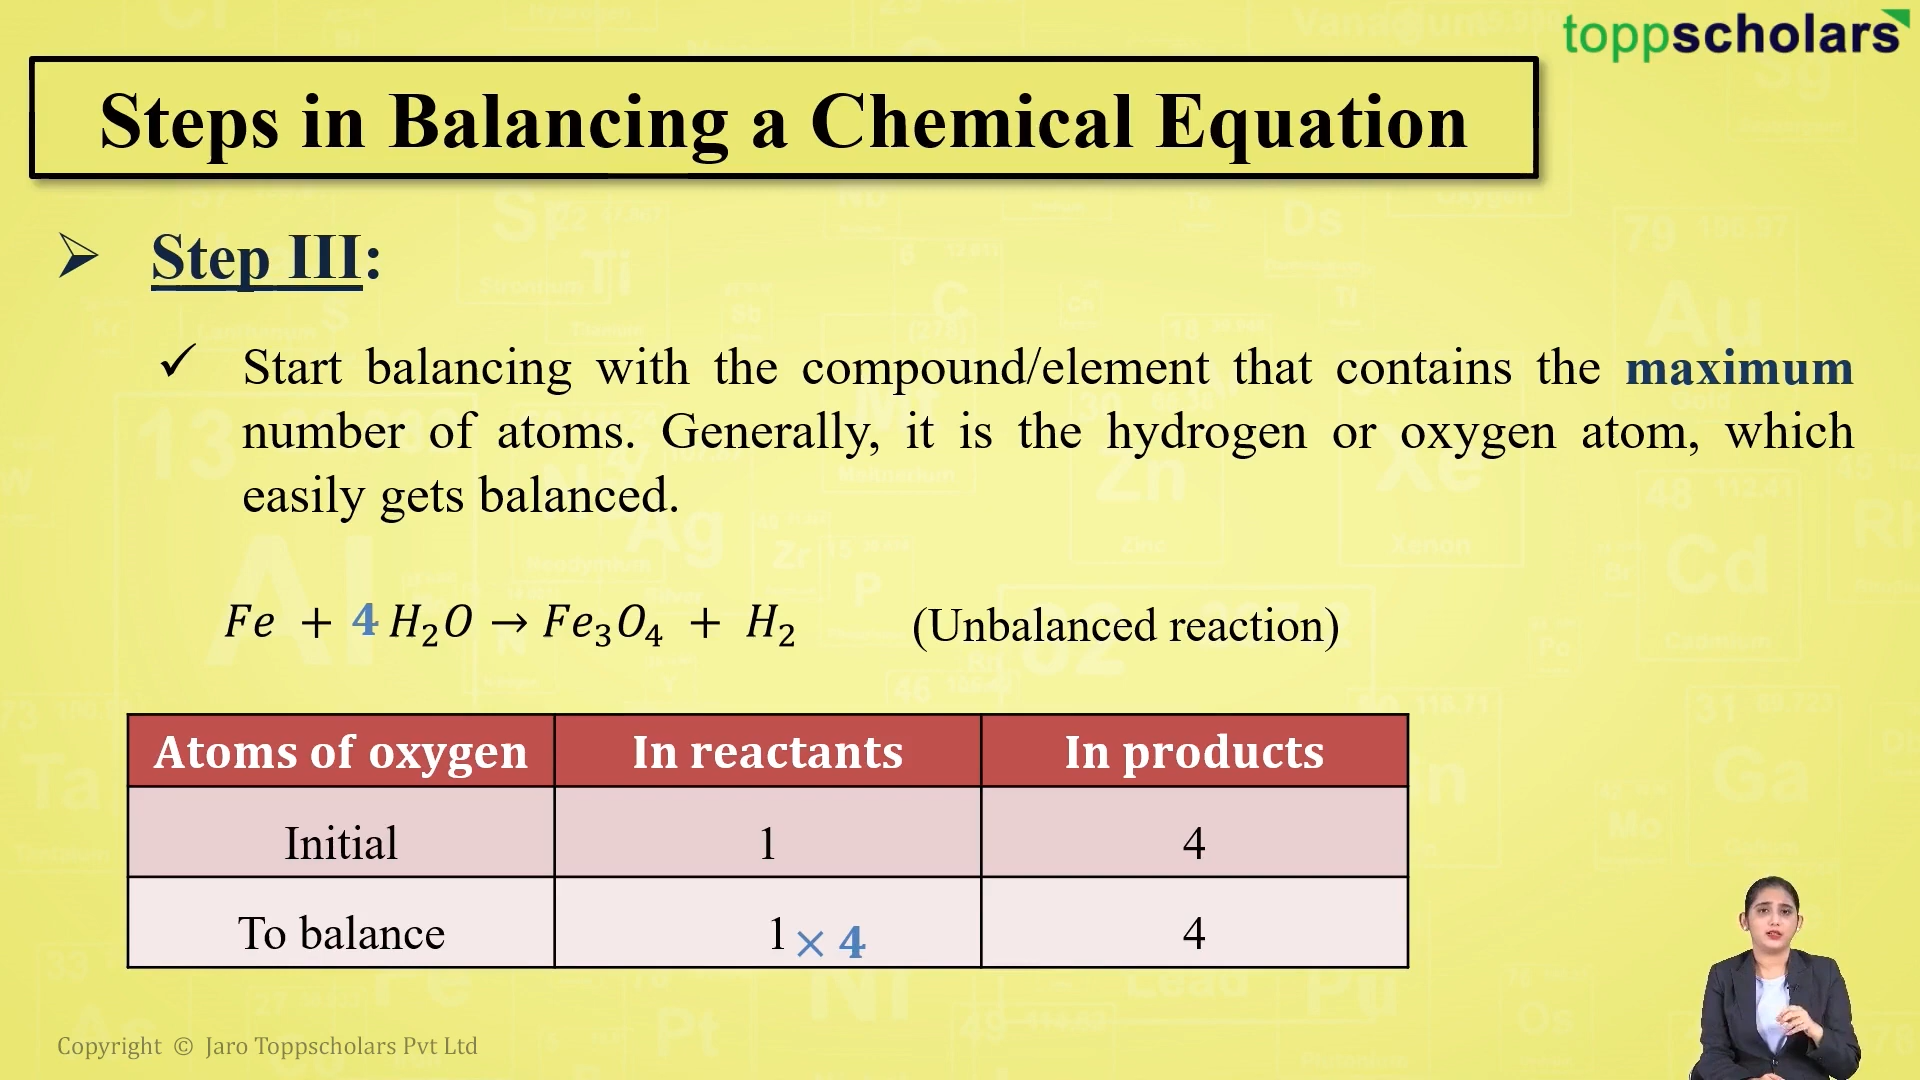 toppscholars
Steps in Balancing a Chemical Equation
➢ Step III:
✓ Start balancing with the compound/element that contains the maximum
number of atoms. Generally, it is the hydrogen or oxygen atom, which
easily gets balanced.
Fe + 4 H₂O → Fe₃O₄ + H₂ (Unbalanced reaction)
Atoms of oxygen In reactants In products
Initial 1 4
To balance 1 × 4 4
Copyright © Jaro Toppscholars Pvt Ltd